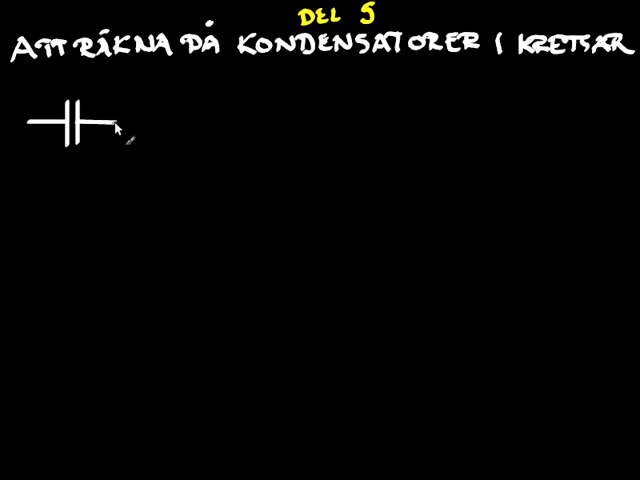 DEL 5
ATT RÄKNA PÅ KONDENSATORER I KRETSAR